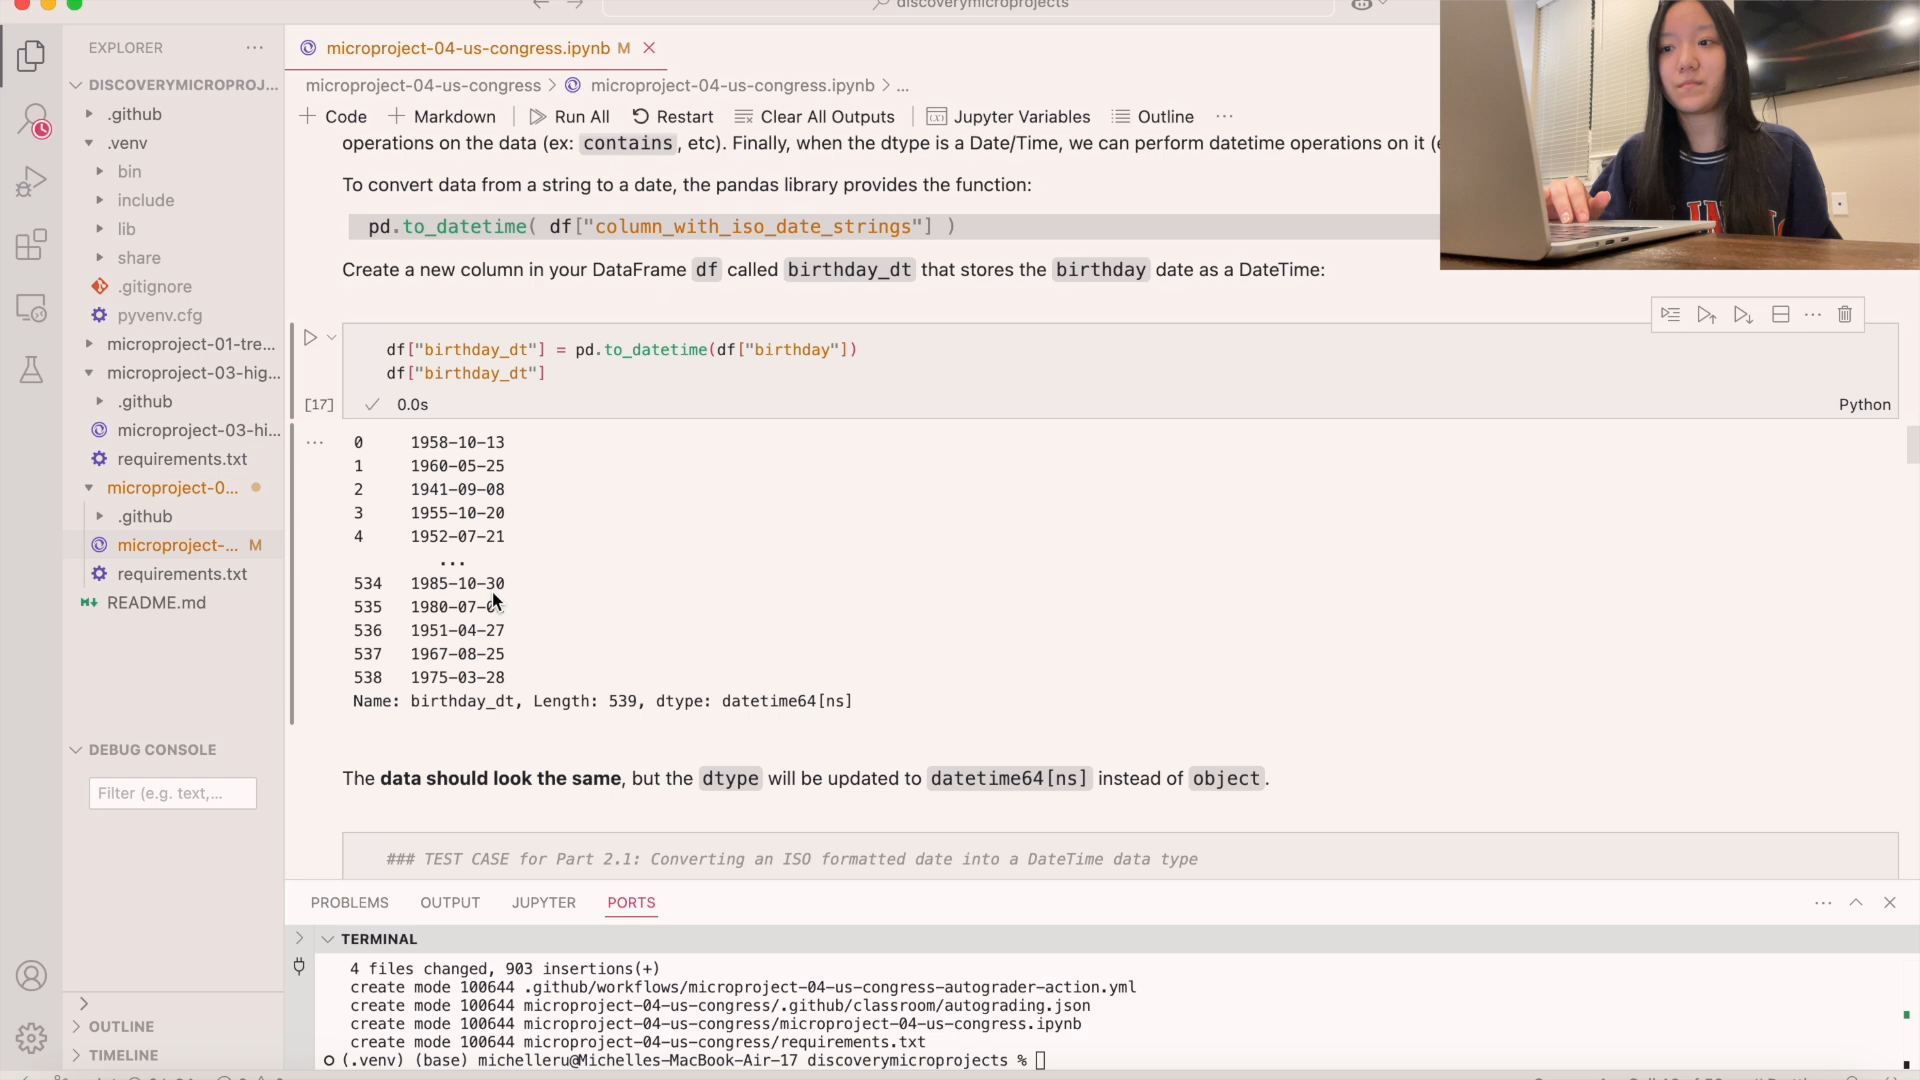 discoverymicroprojects
EXPLORER
microproject-04-us-congress.ipynb M
DISCOVERYMICROPROJ...
microproject-04-us-congress > microproject-04-us-congress.ipynb > ...
.github
Code Markdown Run All Restart Clear All Outputs Jupyter Variables Outline ...
.venv
operations on the data (ex: contains , etc). Finally, when the dtype is a Date/Time, we can perform datetime operations on it (
bin
To convert data from a string to a date, the pandas library provides the function:
include
lib
pd.to_datetime( df["column_with_iso_date_strings"] )
share
Create a new column in your DataFrame df called birthday_dt that stores the birthday date as a DateTime:
.gitignore
pyvenv.cfg
microproject-01-tre...
df["birthday_dt"] = pd.to_datetime(df["birthday"])
microproject-03-hig...
df["birthday_dt"]
.github
[17] 0.0s Python
microproject-03-hi...
requirements.txt
microproject-0...
.github
microproject-... M
requirements.txt
README.md
0 1958-10-13
1 1960-05-25
2 1941-09-08
3 1955-10-20
4 1952-07-21
...
534 1985-10-30
535 1980-07-0
536 1951-04-27
537 1967-08-25
538 1975-03-28
Name: birthday_dt, Length: 539, dtype: datetime64[ns]
DEBUG CONSOLE
Filter (e.g. text,...
The data should look the same, but the dtype will be updated to datetime64[ns] instead of object.
### TEST CASE for Part 2.1: Converting an ISO formatted date into a DateTime data type
PROBLEMS OUTPUT JUPYTER PORTS
TERMINAL
4 files changed, 903 insertions(+)
create mode 100644 .github/workflows/microproject-04-us-congress-autograder-action.yml
create mode 100644 microproject-04-us-congress/.github/classroom/autograding.json
create mode 100644 microproject-04-us-congress/microproject-04-us-congress.ipynb
create mode 100644 microproject-04-us-congress/requirements.txt
(.venv) (base) michelleru@Michelles-MacBook-Air-17 discoverymicroprojects %
OUTLINE
TIMELINE